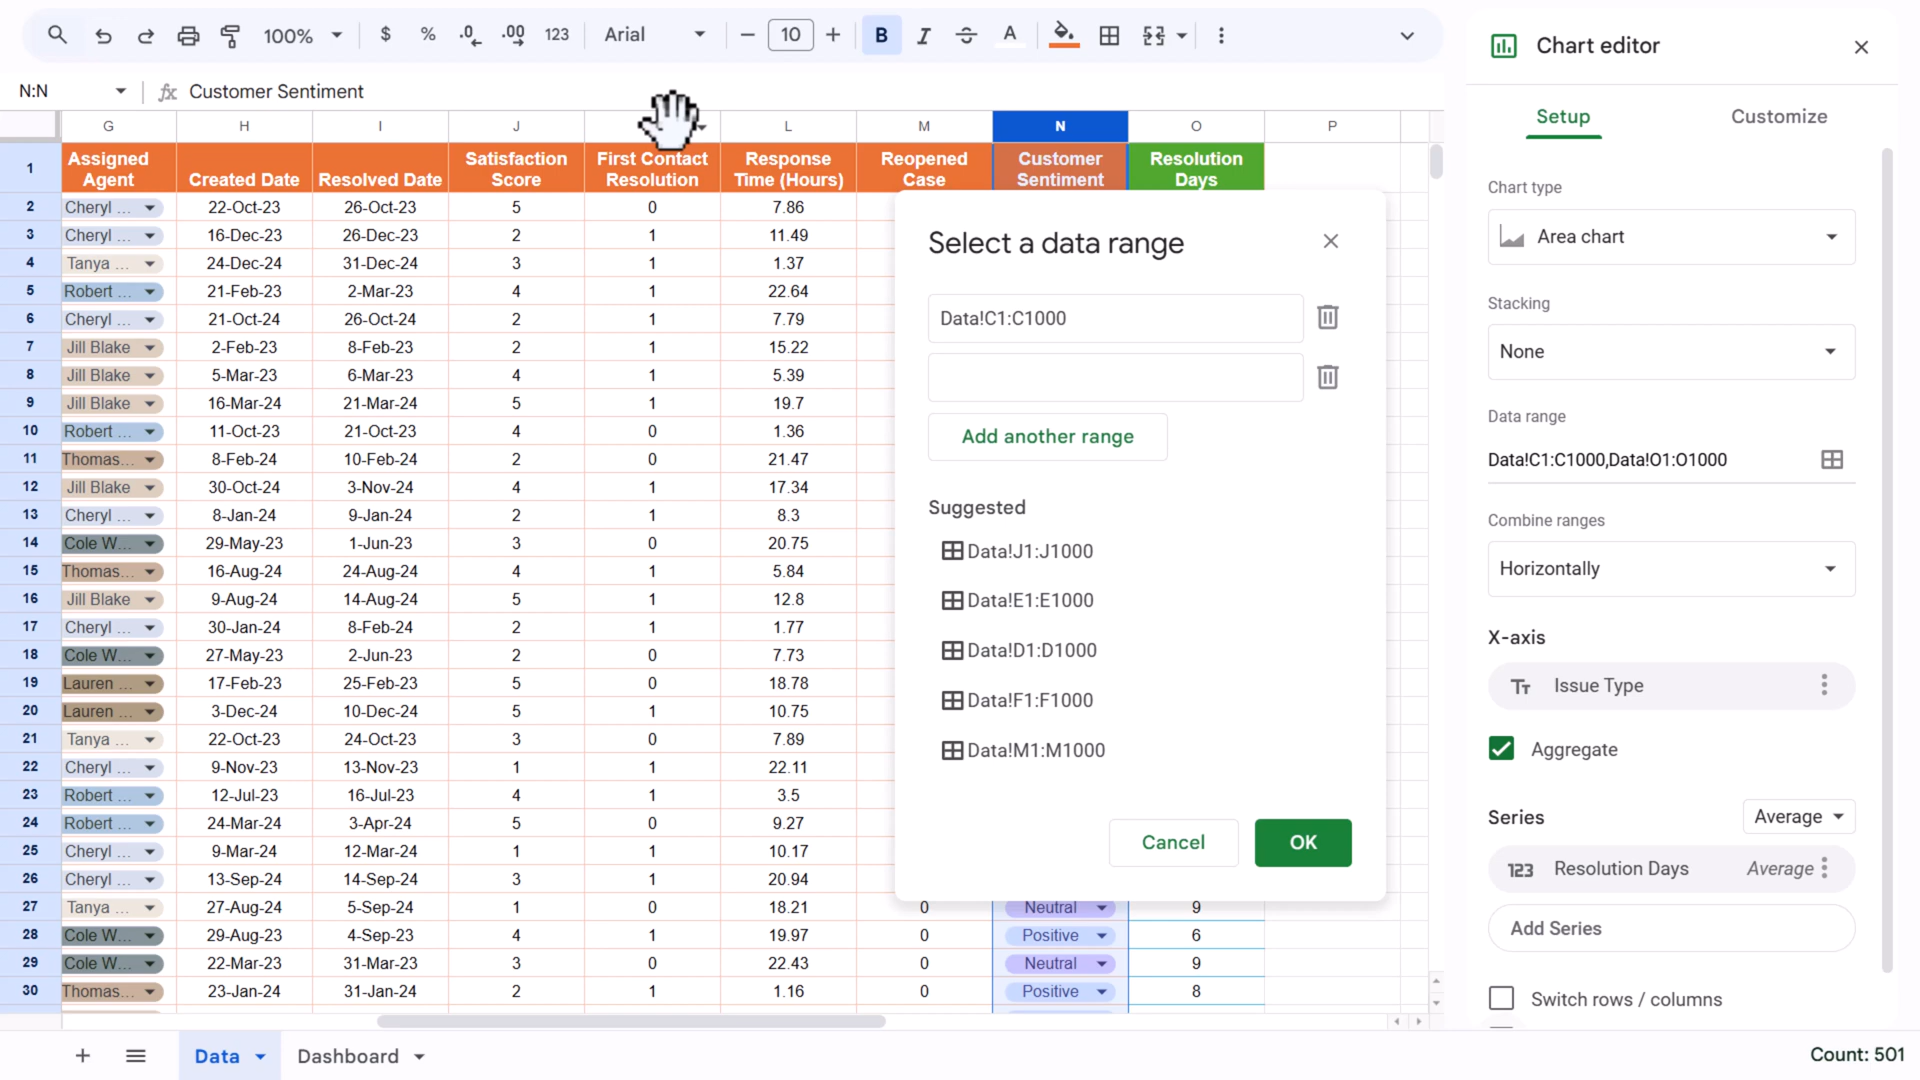 100% $ % .0 .00 123 Arial 10 B I S A
N:N fx Customer Sentiment
G H I J L M N O P
1 Assigned Agent Created Date Resolved Date Satisfaction Score First Contact Resolution Response Time (Hours) Reopened Case Customer Sentiment Resolution Days
2 Cheryl ... 22-Oct-23 26-Oct-23 5 0 7.86
3 Cheryl ... 16-Dec-23 26-Dec-23 2 1 11.49
4 Tanya ... 24-Dec-24 31-Dec-24 3 1 1.37
5 Robert ... 21-Feb-23 2-Mar-23 4 1 22.64
6 Cheryl ... 21-Oct-24 26-Oct-24 2 1 7.79
7 Jill Blake 2-Feb-23 8-Feb-23 2 1 15.22
8 Jill Blake 5-Mar-23 6-Mar-23 4 1 5.39
9 Jill Blake 16-Mar-24 21-Mar-24 5 1 19.7
10 Robert ... 11-Oct-23 21-Oct-23 4 0 1.36
11 Thomas... 8-Feb-24 10-Feb-24 2 0 21.47
12 Jill Blake 30-Oct-24 3-Nov-24 4 1 17.34
13 Cheryl ... 8-Jan-24 9-Jan-24 2 1 8.3
14 Cole W... 29-May-23 1-Jun-23 3 0 20.75
15 Thomas... 16-Aug-24 24-Aug-24 4 1 5.84
16 Jill Blake 9-Aug-24 14-Aug-24 5 1 12.8
17 Cheryl ... 30-Jan-24 8-Feb-24 2 1 1.77
18 Cole W... 27-May-23 2-Jun-23 2 0 7.73
19 Lauren ... 17-Feb-23 25-Feb-23 5 0 18.78
20 Lauren ... 3-Dec-24 10-Dec-24 5 1 10.75
21 Tanya ... 22-Oct-23 24-Oct-23 3 0 7.89
22 Cheryl ... 9-Nov-23 13-Nov-23 1 1 22.11
23 Robert ... 12-Jul-23 16-Jul-23 4 1 3.5
24 Robert ... 24-Mar-24 3-Apr-24 5 0 9.27
25 Cheryl ... 9-Mar-24 12-Mar-24 1 1 10.17
26 Cheryl ... 13-Sep-24 14-Sep-24 3 1 20.94
27 Tanya ... 27-Aug-24 5-Sep-24 1 0 18.21 0 Neutral 9
28 Cole W... 29-Aug-23 4-Sep-23 4 1 19.97 0 Positive 6
29 Cole W... 22-Mar-23 31-Mar-23 3 0 22.43 0 Neutral 9
30 Thomas... 23-Jan-24 31-Jan-24 2 1 1.16 0 Positive 8
Select a data range
Data!C1:C1000
Add another range
Suggested
Data!J1:J1000
Data!E1:E1000
Data!D1:D1000
Data!F1:F1000
Data!M1:M1000
Cancel OK
Chart editor
Setup Customize
Chart type
Area chart
Stacking
None
Data range
Data!C1:C1000,Data!O1:O1000
Combine ranges
Horizontally
X-axis
Tт Issue Type
Aggregate
Series Average
123 Resolution Days Average
Add Series
Switch rows / columns
Data Dashboard Count: 501